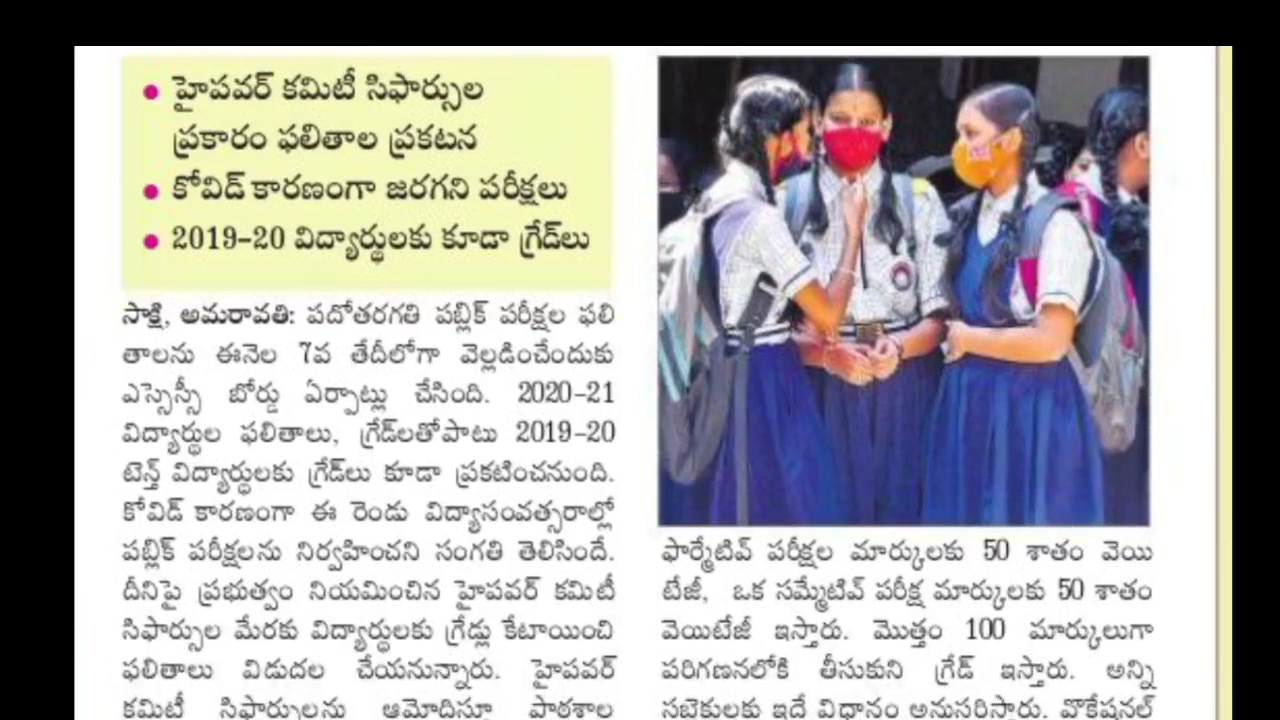 • హైపవర్ కమిటీ సిఫార్సుల
ప్రకారం ఫలితాల ప్రకటన
• కోవిడ్ కారణంగా జరగని పరీక్షలు
• 2019-20 విద్యార్థులకు కూడా గ్రేడ్‌లు
సాక్షి, అమరావతి: పదోతరగతి పబ్లిక్ పరీక్షల ఫలి
తాలను ఈనెల 7వ తేదీలోగా వెల్లడించేందుకు
ఎస్సెస్సీ బోర్డు ఏర్పాట్లు చేసింది. 2020-21
విద్యార్థుల ఫలితాలు, గ్రేడ్‌లతోపాటు 2019-20
టెన్త్ విద్యార్థులకు గ్రేడ్‌లు కూడా ప్రకటించనుంది.
కోవిడ్ కారణంగా ఈ రెండు విద్యాసంవత్సరాల్లో
పబ్లిక్ పరీక్షలను నిర్వహించని సంగతి తెలిసిందే.
దీనిపై ప్రభుత్వం నియమించిన హైపవర్ కమిటీ
సిఫార్సుల మేరకు విద్యార్థులకు గ్రేడ్లు కేటాయించి
ఫలితాలు విడుదల చేయనున్నారు. హైపవర్
కమిటీ సిఫార్సులను ఆమోదిస్తూ పాఠశాల
ఫార్మేటివ్ పరీక్షల మార్కులకు 50 శాతం వెయి
టేజీ, ఒక సమ్మేటివ్ పరీక్ష మార్కులకు 50 శాతం
వెయిటేజీ ఇస్తారు. మొత్తం 100 మార్కులుగా
పరిగణనలోకి తీసుకుని గ్రేడ్ ఇస్తారు. అన్ని
సబ్జెక్టులకు ఇదే విధానం అనుసరిస్తారు. వొకేషనల్